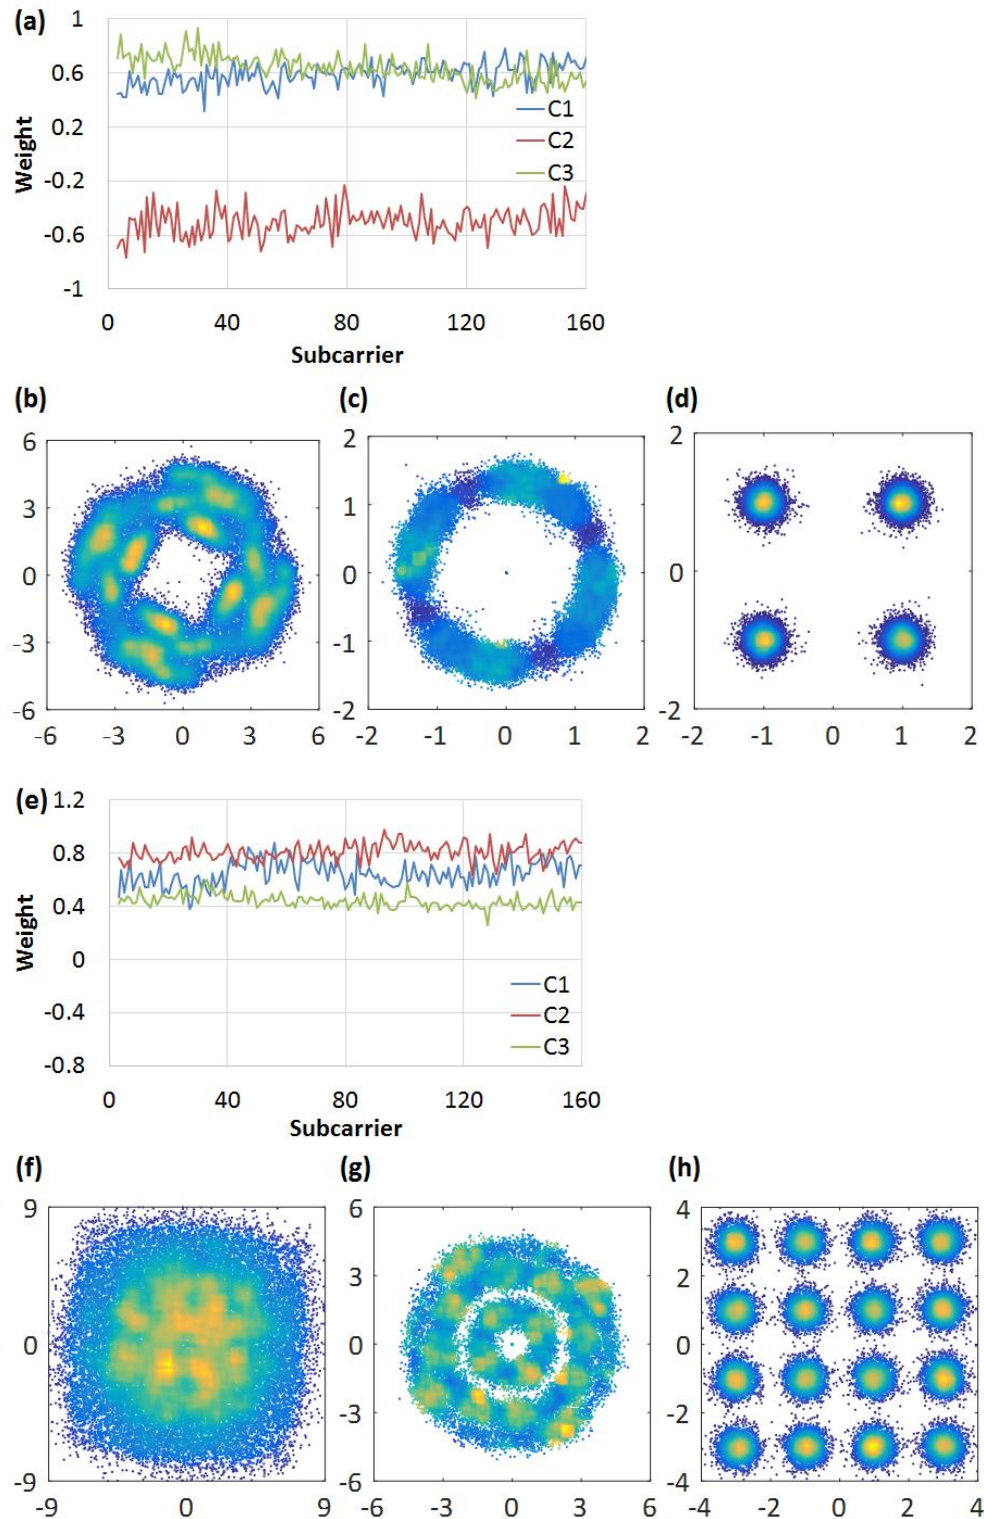 (a)
1
0.6
0.2
-0.2
-0.6
-1
Weight
C1
C2
C3
0 40 80 120 160
Subcarrier
(b) (c) (d)
6
3
0
-3
-6
-6 -3 0 3 6
2
1
0
-1
-2
-2 -1 0 1 2
2
0
-2
-2 -1 0 1 2
(e)
1.2
0.8
0.4
0
-0.4
-0.8
Weight
C1
C2
C3
0 40 80 120 160
Subcarrier
(f) (g) (h)
9
0
-9
-9 0 9
6
3
0
-3
-6
-6 -3 0 3 6
4
2
0
-2
-4
-4 -2 0 2 4